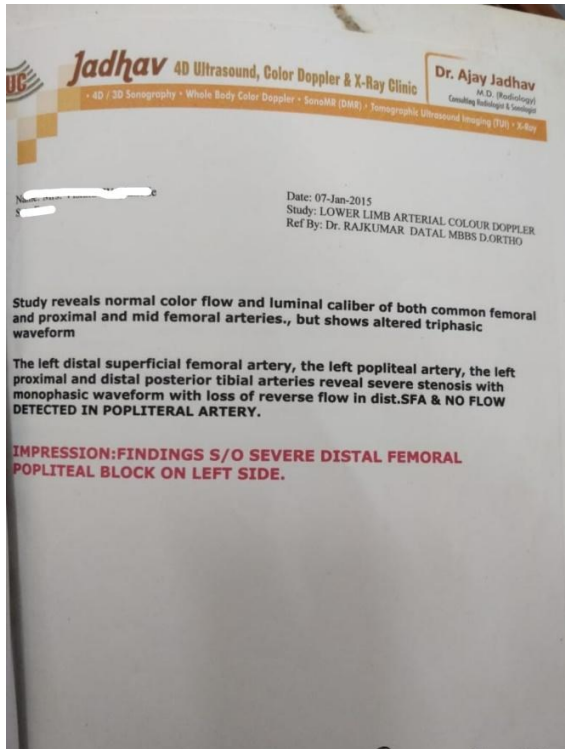 UC
Jadhav 4D Ultrasound, Color Doppler & X-Ray Clinic
• 4D / 3D Sonography • Whole Body Color Doppler • SonoMR (DMR) • Tomographic Ultrasound Imaging (TUI) • X-Ray
Dr. Ajay Jadhav
M.D. (Radiology)
Consulting Radiologist & Sonologist
Date: 07-Jan-2015
Study: LOWER LIMB ARTERIAL COLOUR DOPPLER
Ref By: Dr. RAJKUMAR DATAL MBBS D.ORTHO
Study reveals normal color flow and luminal caliber of both common femoral
and proximal and mid femoral arteries., but shows altered triphasic
waveform
The left distal superficial femoral artery, the left popliteal artery, the left
proximal and distal posterior tibial arteries reveal severe stenosis with
monophasic waveform with loss of reverse flow in dist.SFA & NO FLOW
DETECTED IN POPLITERAL ARTERY.
IMPRESSION:FINDINGS S/O SEVERE DISTAL FEMORAL
POPLITEAL BLOCK ON LEFT SIDE.